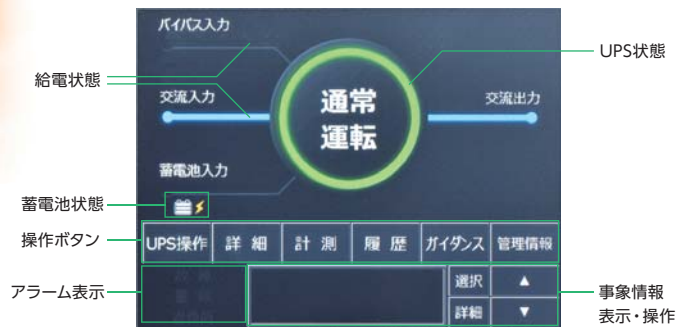 バイパス入力
UPS状態
給電状態
交流入力
通常
運転
交流出力
蓄電池入力
蓄電池状態
操作ボタン
UPS操作 詳細 計測 履歴 ガイダンス 管理情報
アラーム表示
選択 ▲
詳細 ▼
事象情報
表示・操作